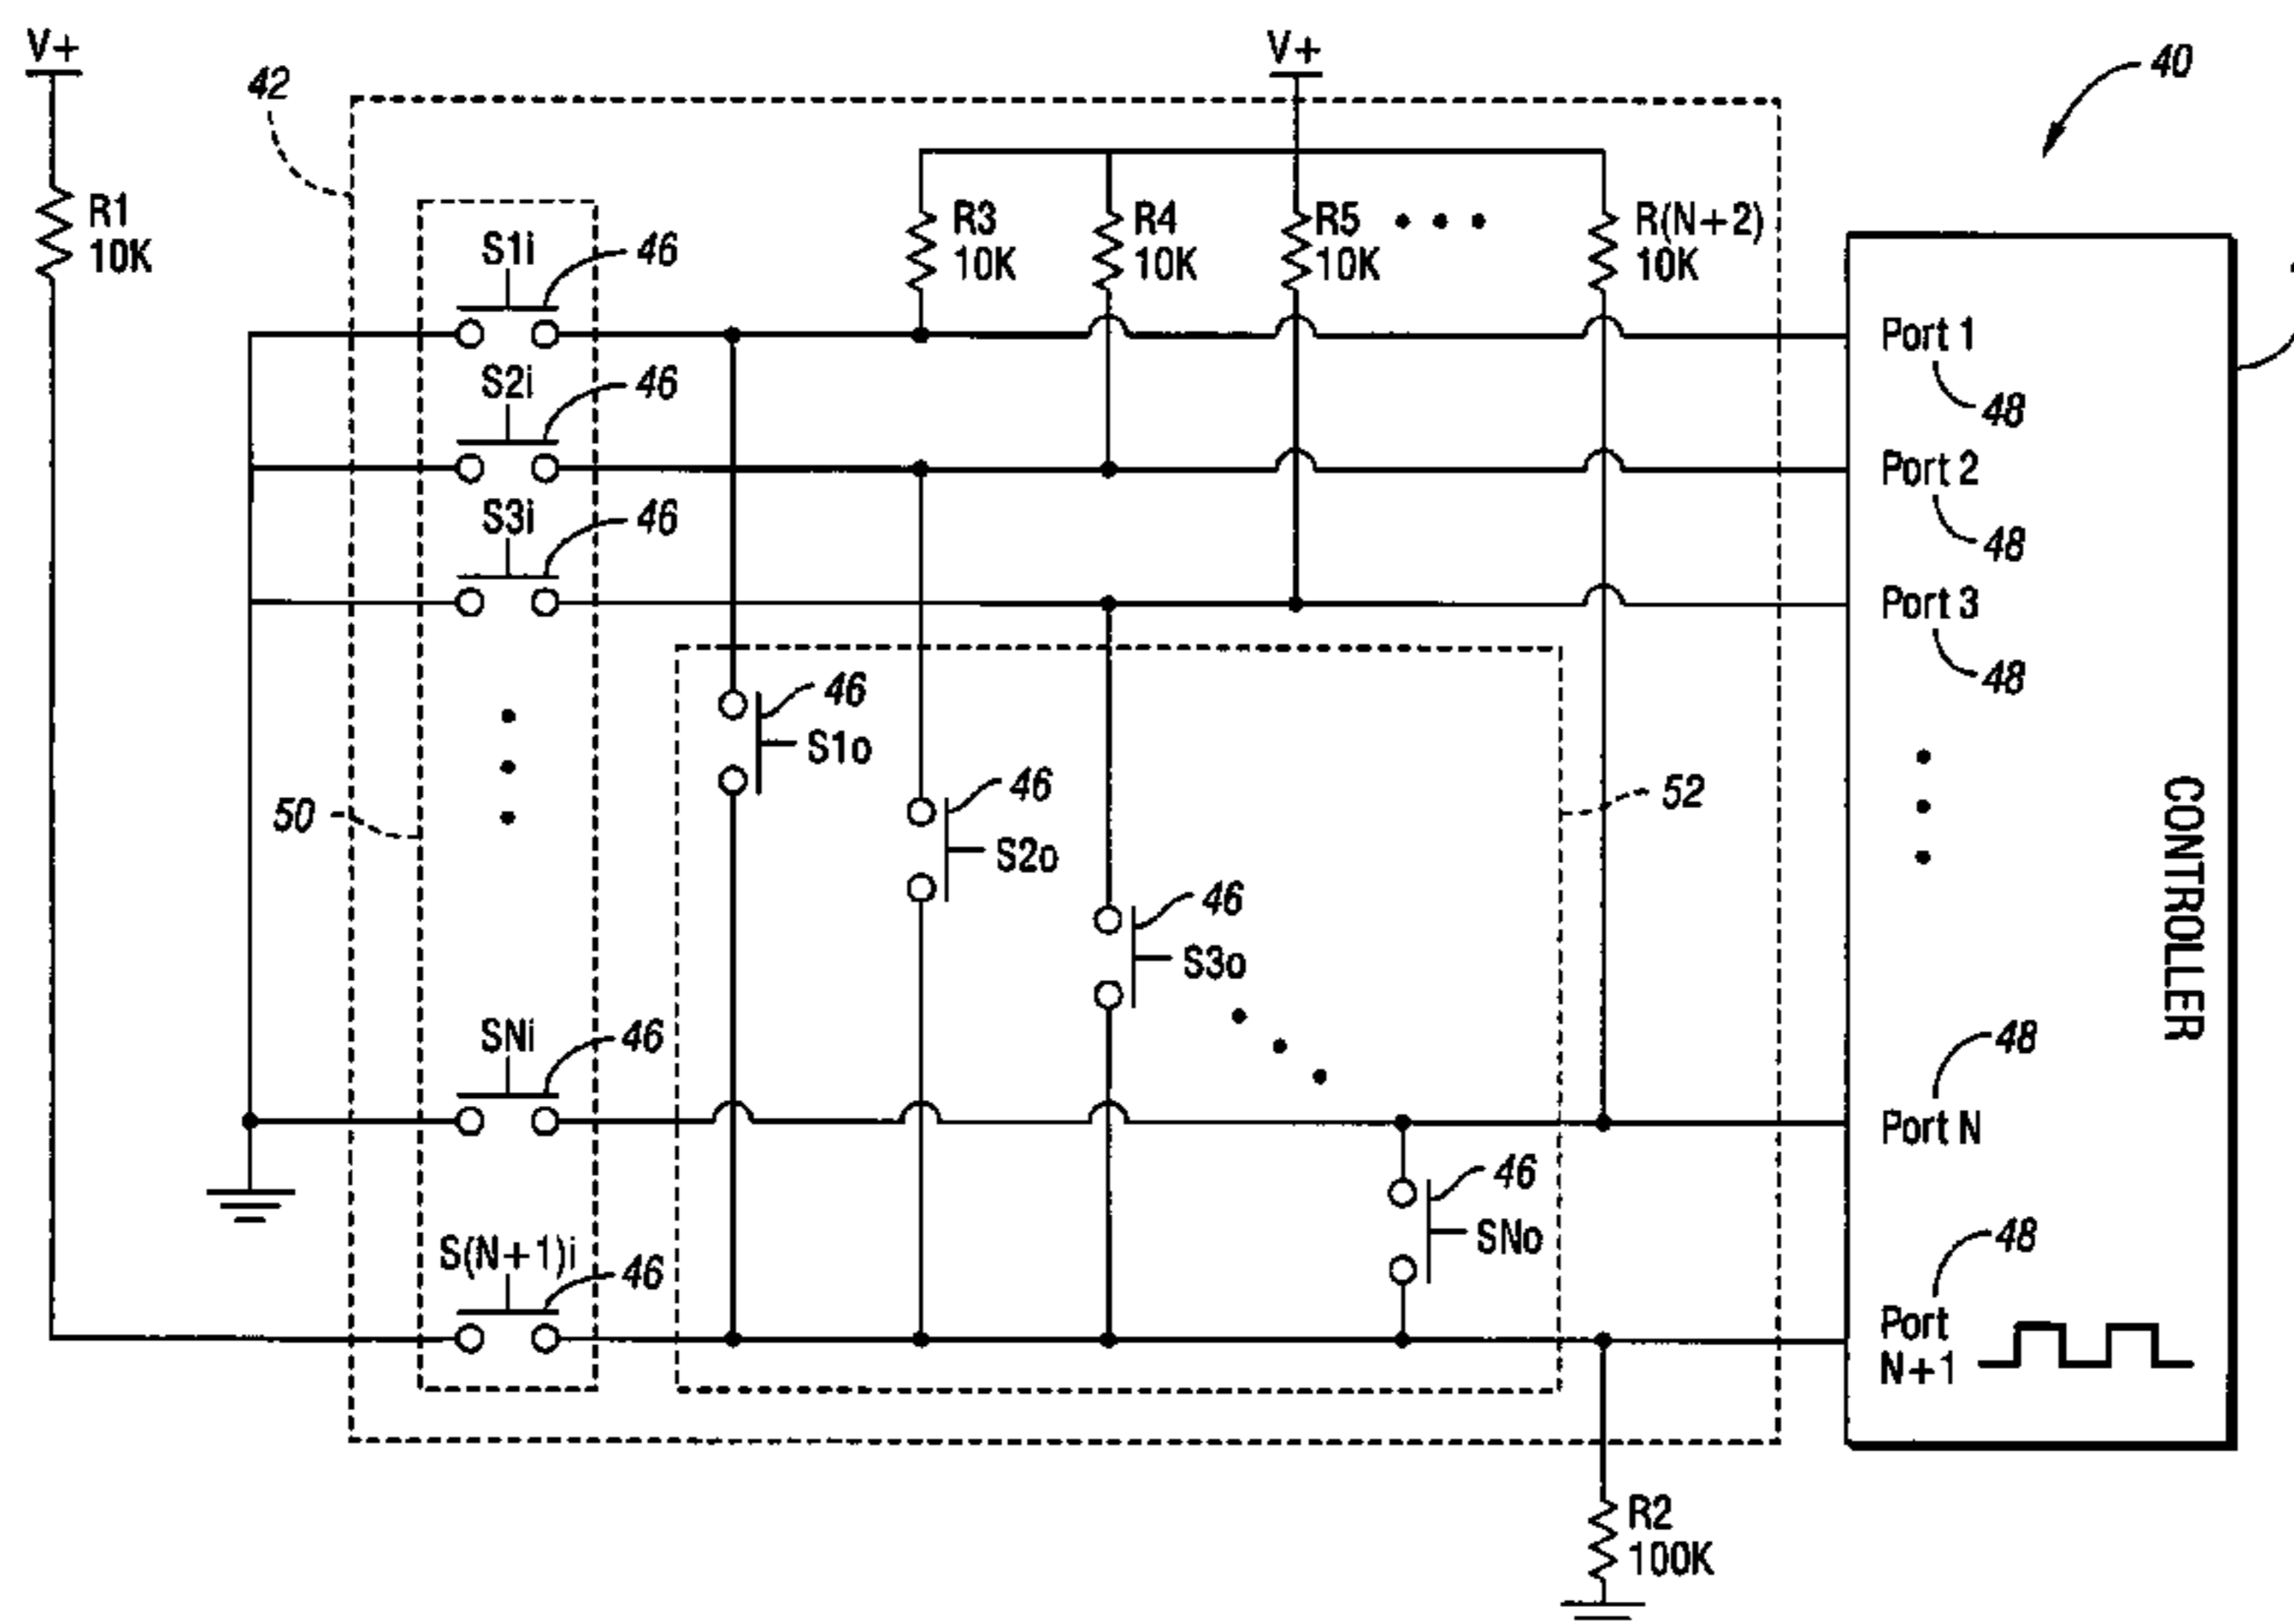 V+
V+
40
42
R1
10K
S1i
46
R3
10K
R4
10K
R5
10K
R(N+2)
10K
Port 1
48
S2i
46
Port 2
48
S3i
46
Port 3
48
46
S1o
46
S2o
50
52
46
S3o
CONTROLLER
SNi
46
48
Port N
46
SNo
S(N+1)i
46
48
Port
N+1
R2
100K